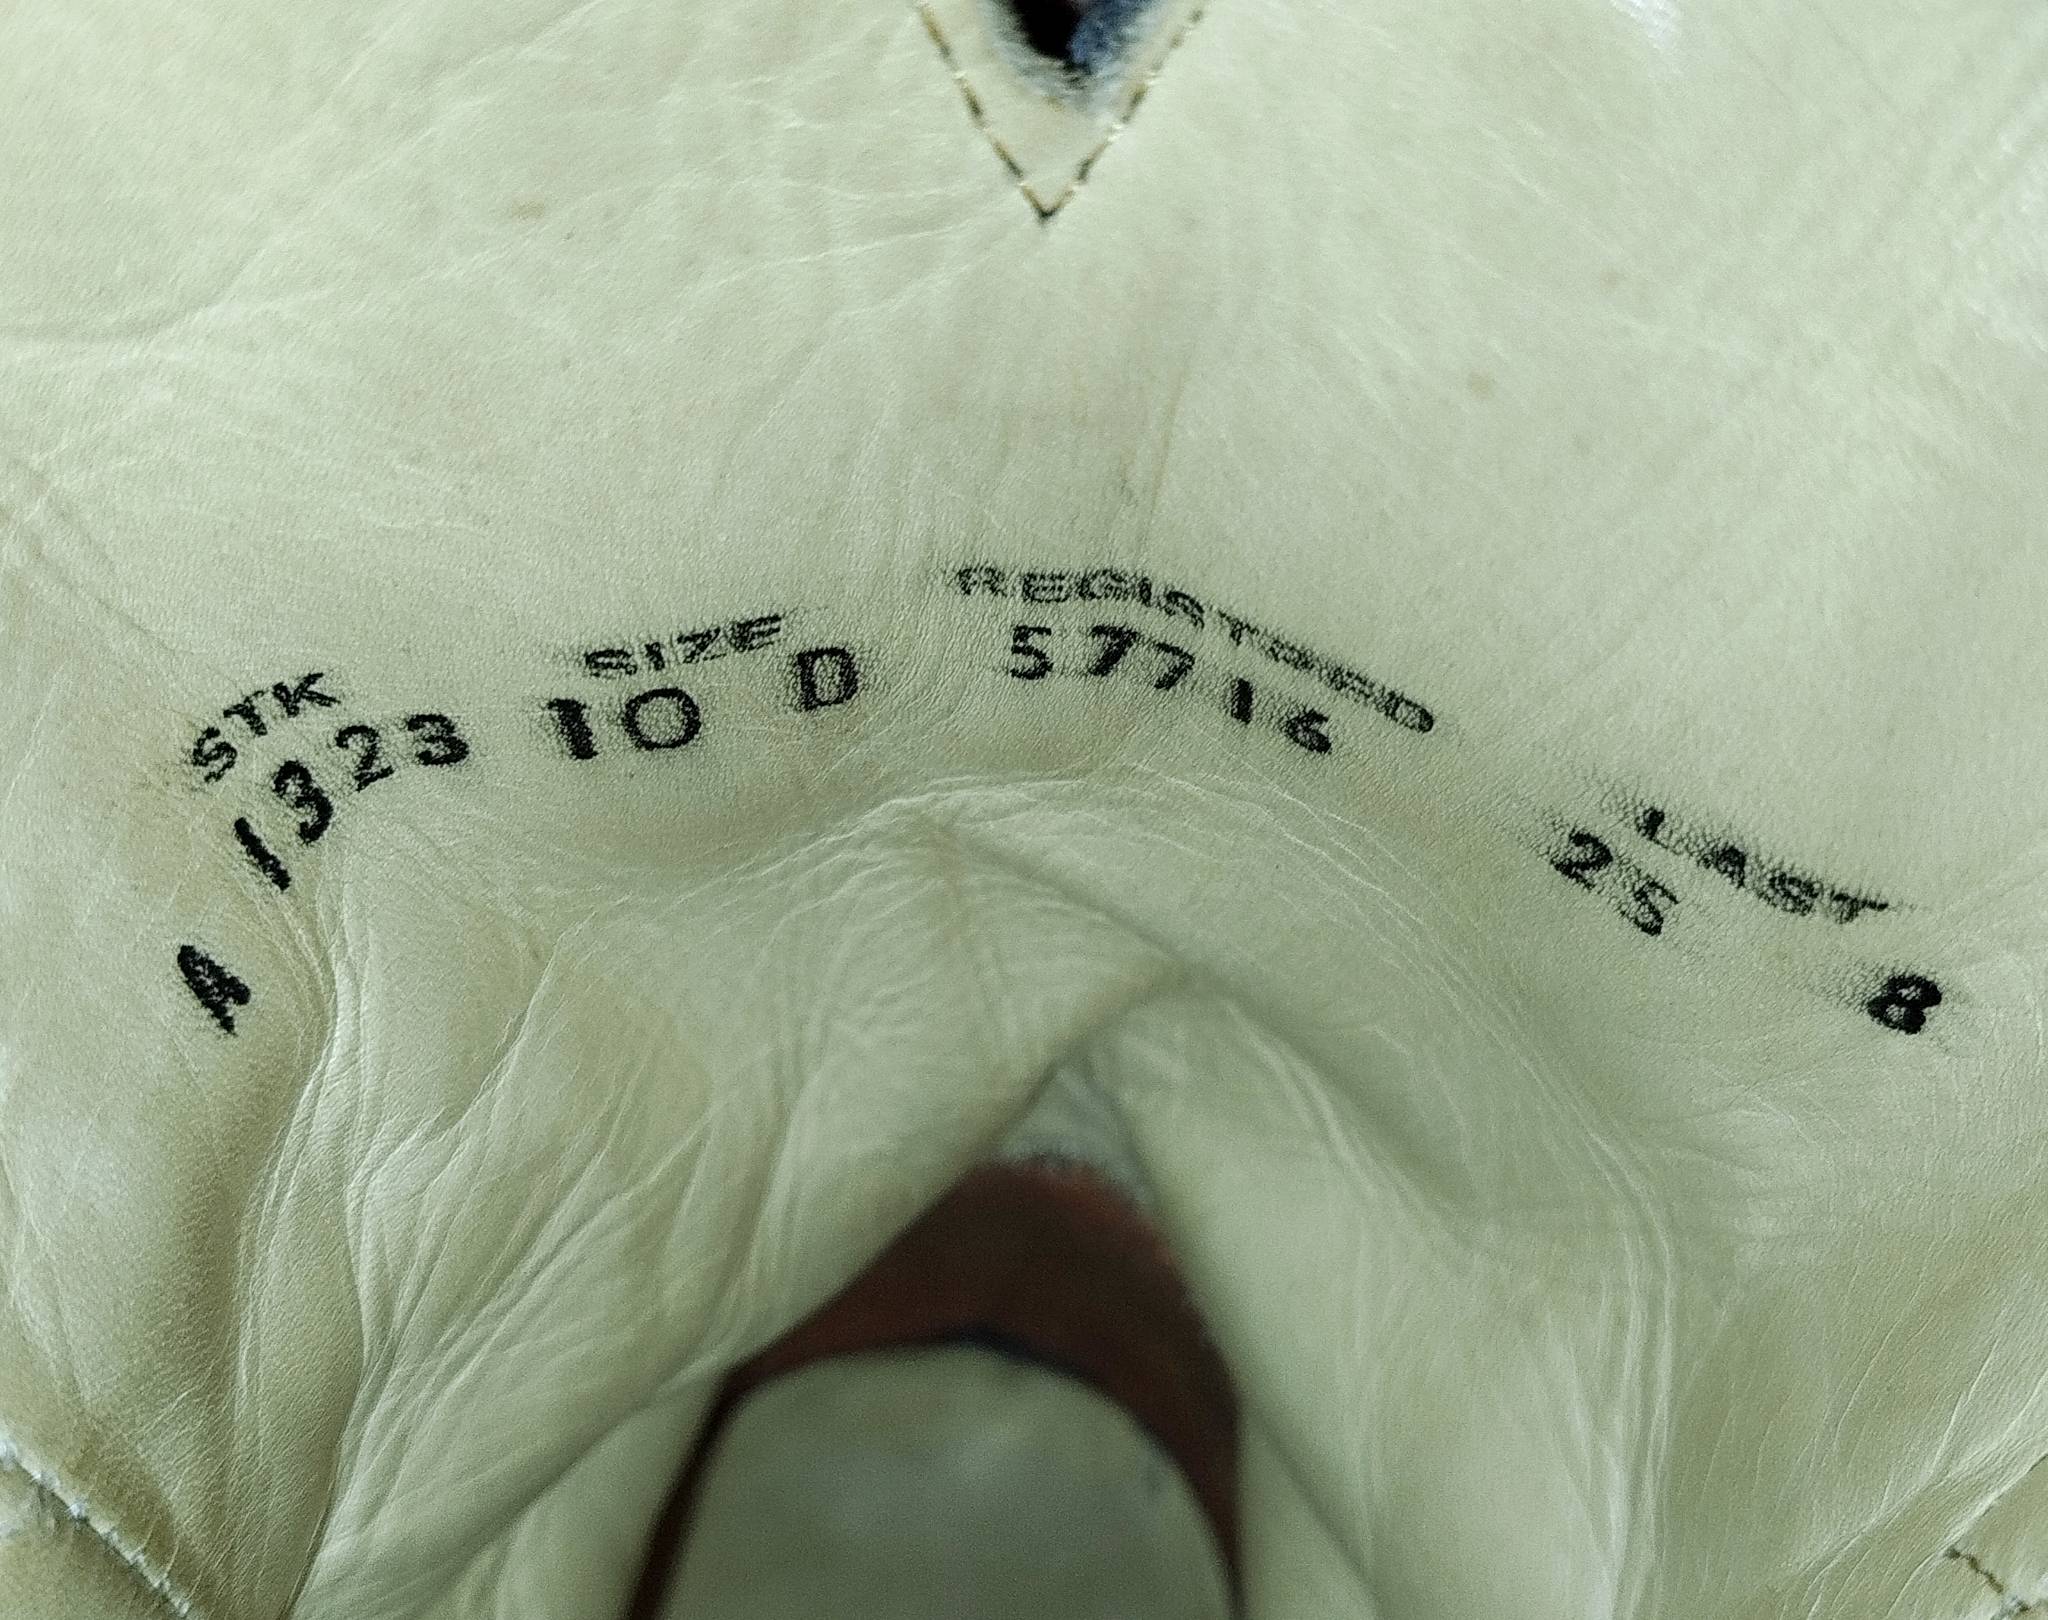 STK SIZE REGISTERED LAST
A 1323 10 D 57716 25 8